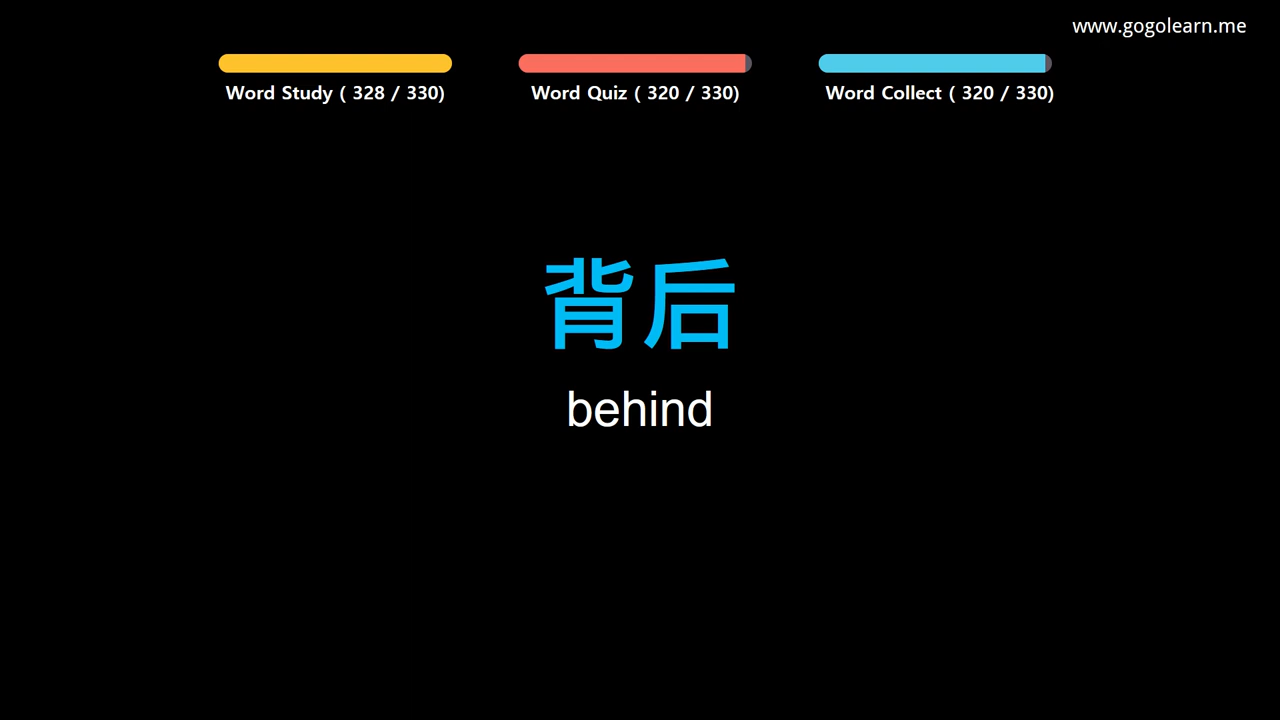 www.gogolearn.me
Word Study ( 328 / 330)
Word Quiz ( 320 / 330)
Word Collect ( 320 / 330)
背后
behind